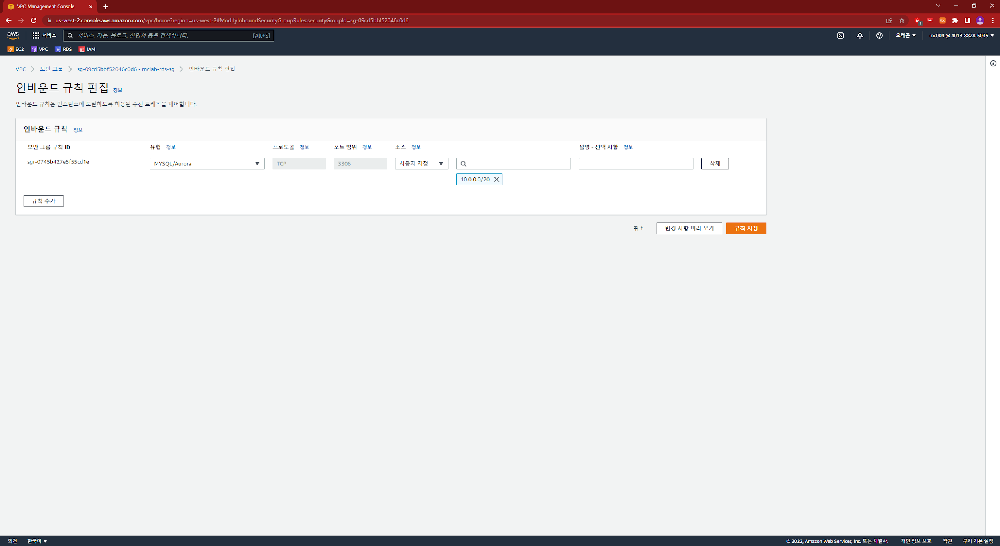 VPC Management Console
us-west-2.console.aws.amazon.com/vpc/home?region=us-west-2#ModifyInboundSecurityGroupRules:securityGroupId=sg-09cd5bbf52046c0d6
1
aws 서비스 서비스, 기능, 블로그, 설명서 등을 검색합니다. [Alt+S] 오레곤 mc004 @ 4013-8828-5035
EC2 VPC RDS IAM
VPC 보안 그룹 sg-09cd5bbf52046c0d6 - mclab-rds-sg 인바운드 규칙 편집
인바운드 규칙 편집 정보
인바운드 규칙은 인스턴스에 도달하도록 허용된 수신 트래픽을 제어합니다.
인바운드 규칙 정보
보안 그룹 규칙 ID 유형 정보 프로토콜 정보 포트 범위 정보 소스 정보 설명 - 선택 사항 정보
sgr-0745b427e5f55cd1e MYSQL/Aurora TCP 3306 사용자 지정 삭제
10.0.0.0/20
규칙 추가
취소 변경 사항 미리 보기 규칙 저장
의견 한국어 © 2022, Amazon Web Services, Inc. 또는 계열사. 개인 정보 보호 약관 쿠키 기본 설정